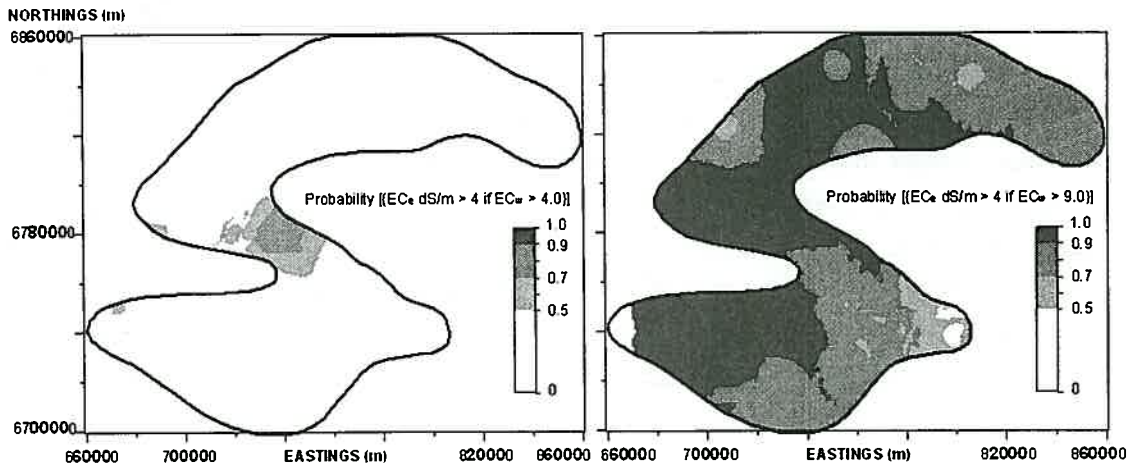 NORTHINGS (m)
6860000
6780000
6700000
660000 700000 EASTINGS (m) 820000 860000
Probability [(ECe dS/m > 4 if ECw > 4.0)]
1.0
0.9
0.7
0.5
0
660000 700000 EASTINGS (m) 820000 860000
Probability [(ECe dS/m > 4 if ECw > 9.0)]
1.0
0.9
0.7
0.5
0